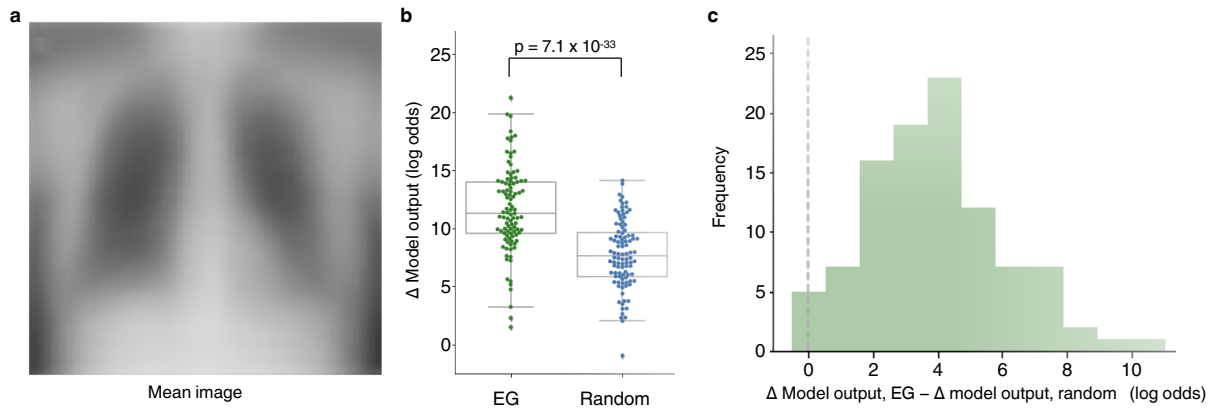 a
Mean image
b
p = 7.1 x 10-33
Δ Model output (log odds)
25
20
15
10
5
0
EG
Random
c
Frequency
25
20
15
10
5
0
0 2 4 6 8 10
Δ Model output, EG – Δ model output, random (log odds)